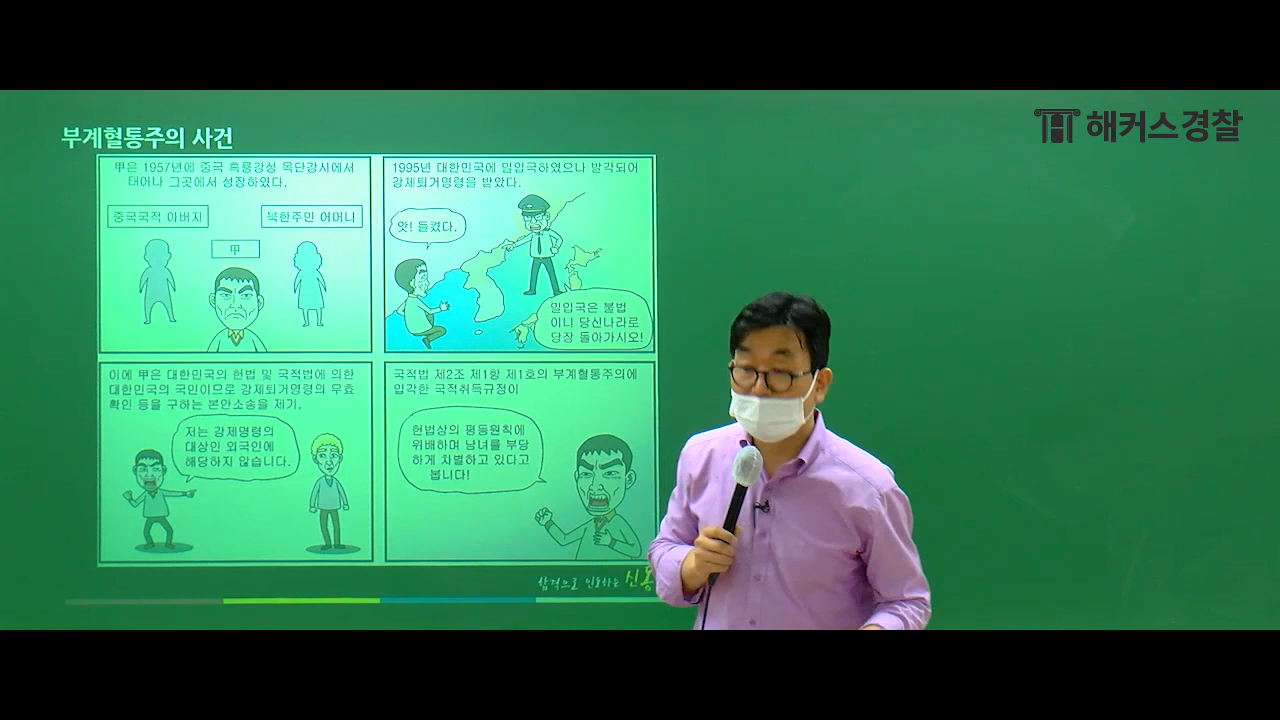 해커스경찰
부계혈통주의 사건
甲은 1957년에 중국 흑룡강성 목단강시에서
태어나 그곳에서 성장하였다.
중국국적 아버지
북한주민 어머니
甲
1995년 대한민국에 밀입국하였으나 발각되어
강제퇴거명령을 받았다.
앗! 들켰다.
밀입국은 불법
이니 당신나라로
당장 돌아가시오!
이에 甲은 대한민국의 헌법 및 국적법에 의한
대한민국의 국민이므로 강제퇴거명령의 무효
확인 등을 구하는 본안소송을 제기,
저는 강제명령의
대상인 외국인에
해당하지 않습니다.
국적법 제2조 제1항 제1호의 부계혈통주의에
입각한 국적취득규정이
헌법상의 평등원칙에
위배하며 남녀를 부당
하게 차별하고 있다고
봅니다!
합격으로 인도하는 신동